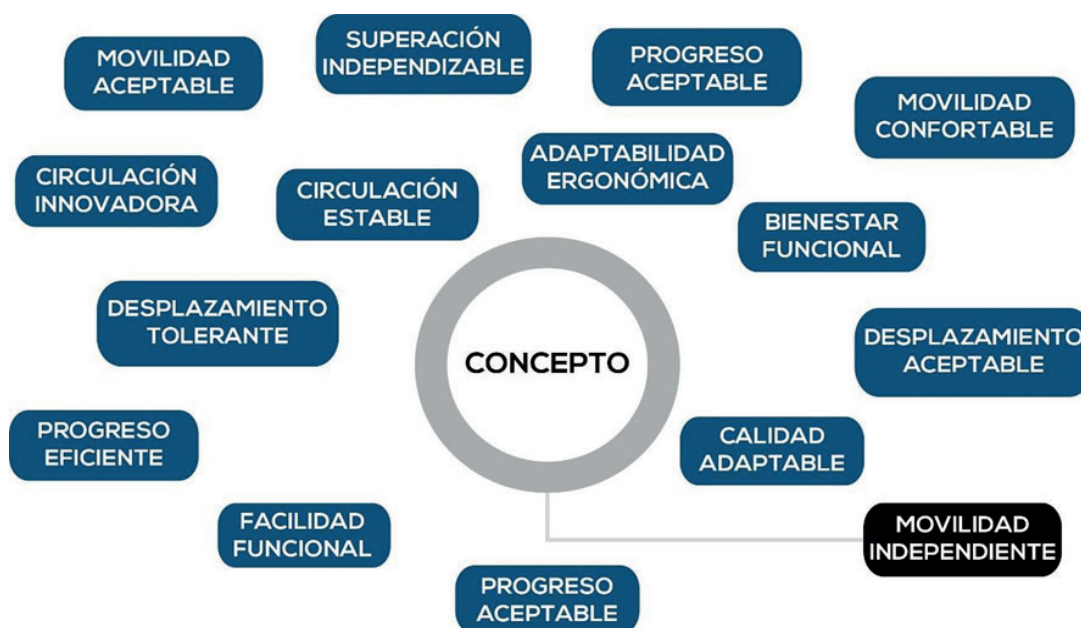 MOVILIDAD
ACEPTABLE
SUPERACIÓN
INDEPENDIZABLE
PROGRESO
ACEPTABLE
MOVILIDAD
CONFORTABLE
CIRCULACIÓN
INNOVADORA
CIRCULACIÓN
ESTABLE
ADAPTABILIDAD
ERGONÓMICA
BIENESTAR
FUNCIONAL
DESPLAZAMIENTO
TOLERANTE
CONCEPTO
DESPLAZAMIENTO
ACEPTABLE
PROGRESO
EFICIENTE
CALIDAD
ADAPTABLE
FACILIDAD
FUNCIONAL
MOVILIDAD
INDEPENDIENTE
PROGRESO
ACEPTABLE